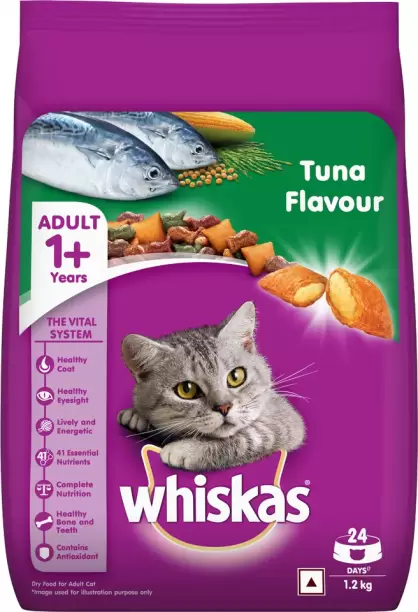 Tuna
Flavour
ADULT
1+
Years
THE VITAL
SYSTEM
Healthy
Coat
Healthy
Eyesight
Lively and
Energetic
41
41 Essential
Nutrients
Complete
Nutrition
Healthy
Bone and
Teeth
Contains
Antioxidant
whiskas
24
DAYS
1.2 kg
Dry Food for Adult Cat
*Image used for illustration purpose only